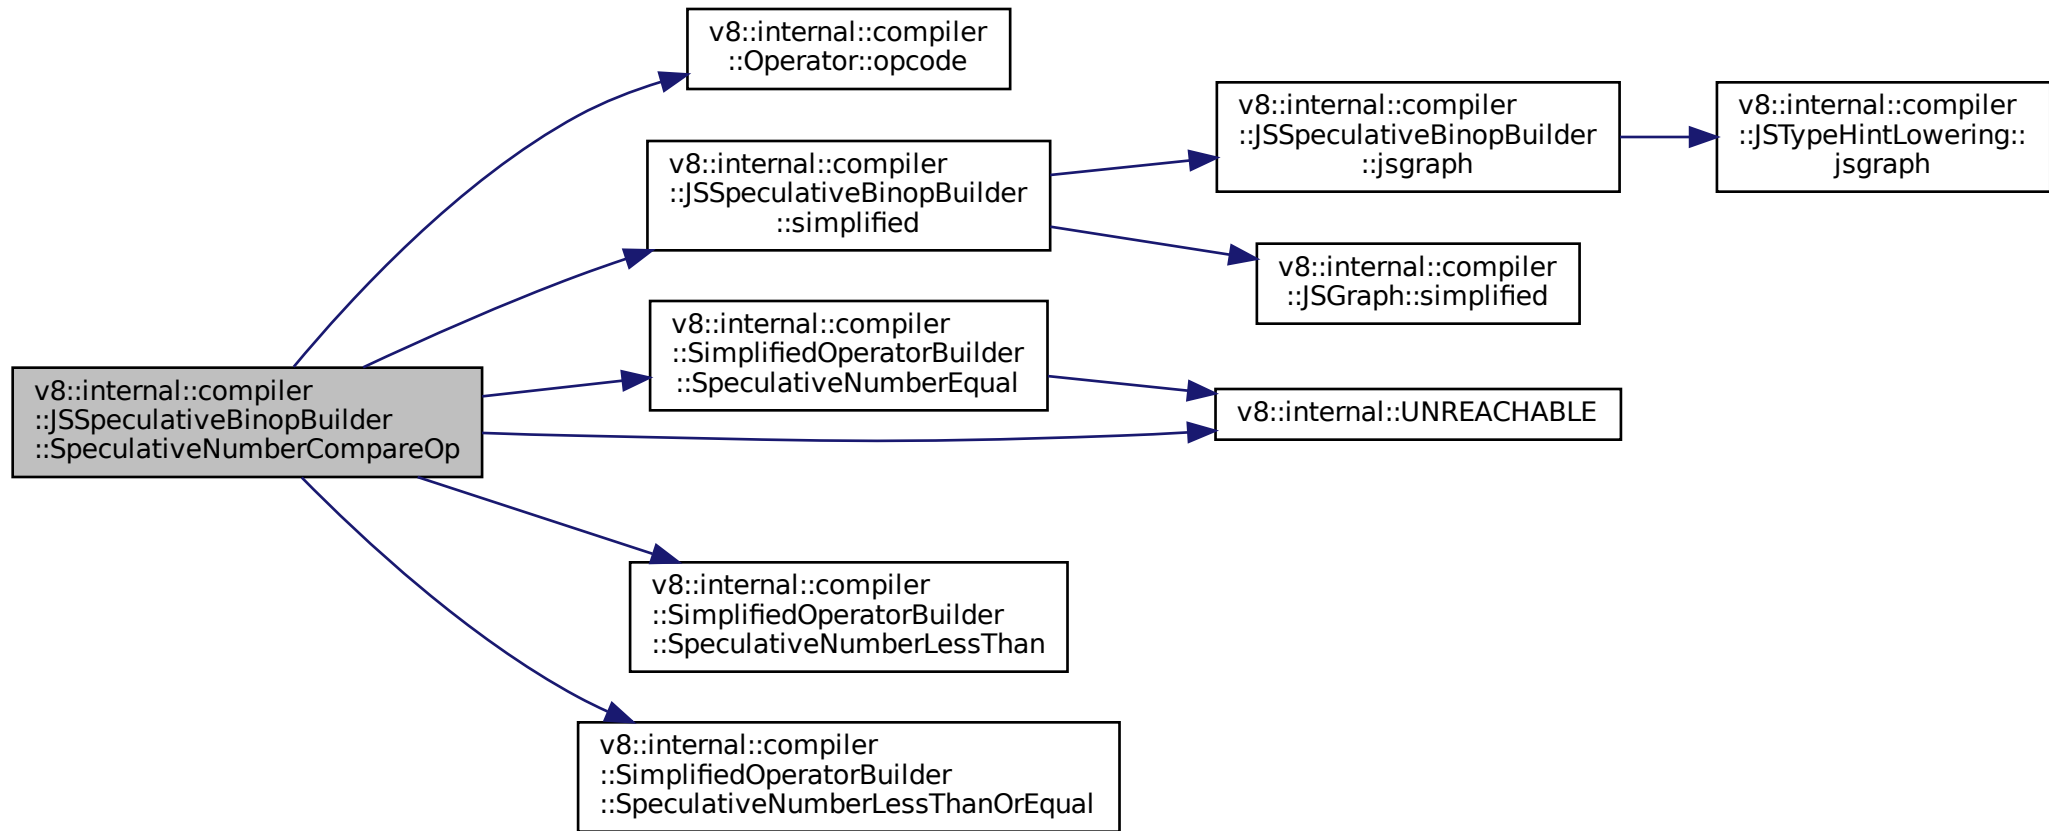 v8::internal::compiler
::Operator::opcode
v8::internal::compiler
::JSSpeculativeBinopBuilder
::simplified
v8::internal::compiler
::JSSpeculativeBinopBuilder
::jsgraph
v8::internal::compiler
::JSTypeHintLowering::
jsgraph
v8::internal::compiler
::JSGraph::simplified
v8::internal::compiler
::SimplifiedOperatorBuilder
::SpeculativeNumberEqual
v8::internal::UNREACHABLE
v8::internal::compiler
::JSSpeculativeBinopBuilder
::SpeculativeNumberCompareOp
v8::internal::compiler
::SimplifiedOperatorBuilder
::SpeculativeNumberLessThan
v8::internal::compiler
::SimplifiedOperatorBuilder
::SpeculativeNumberLessThanOrEqual